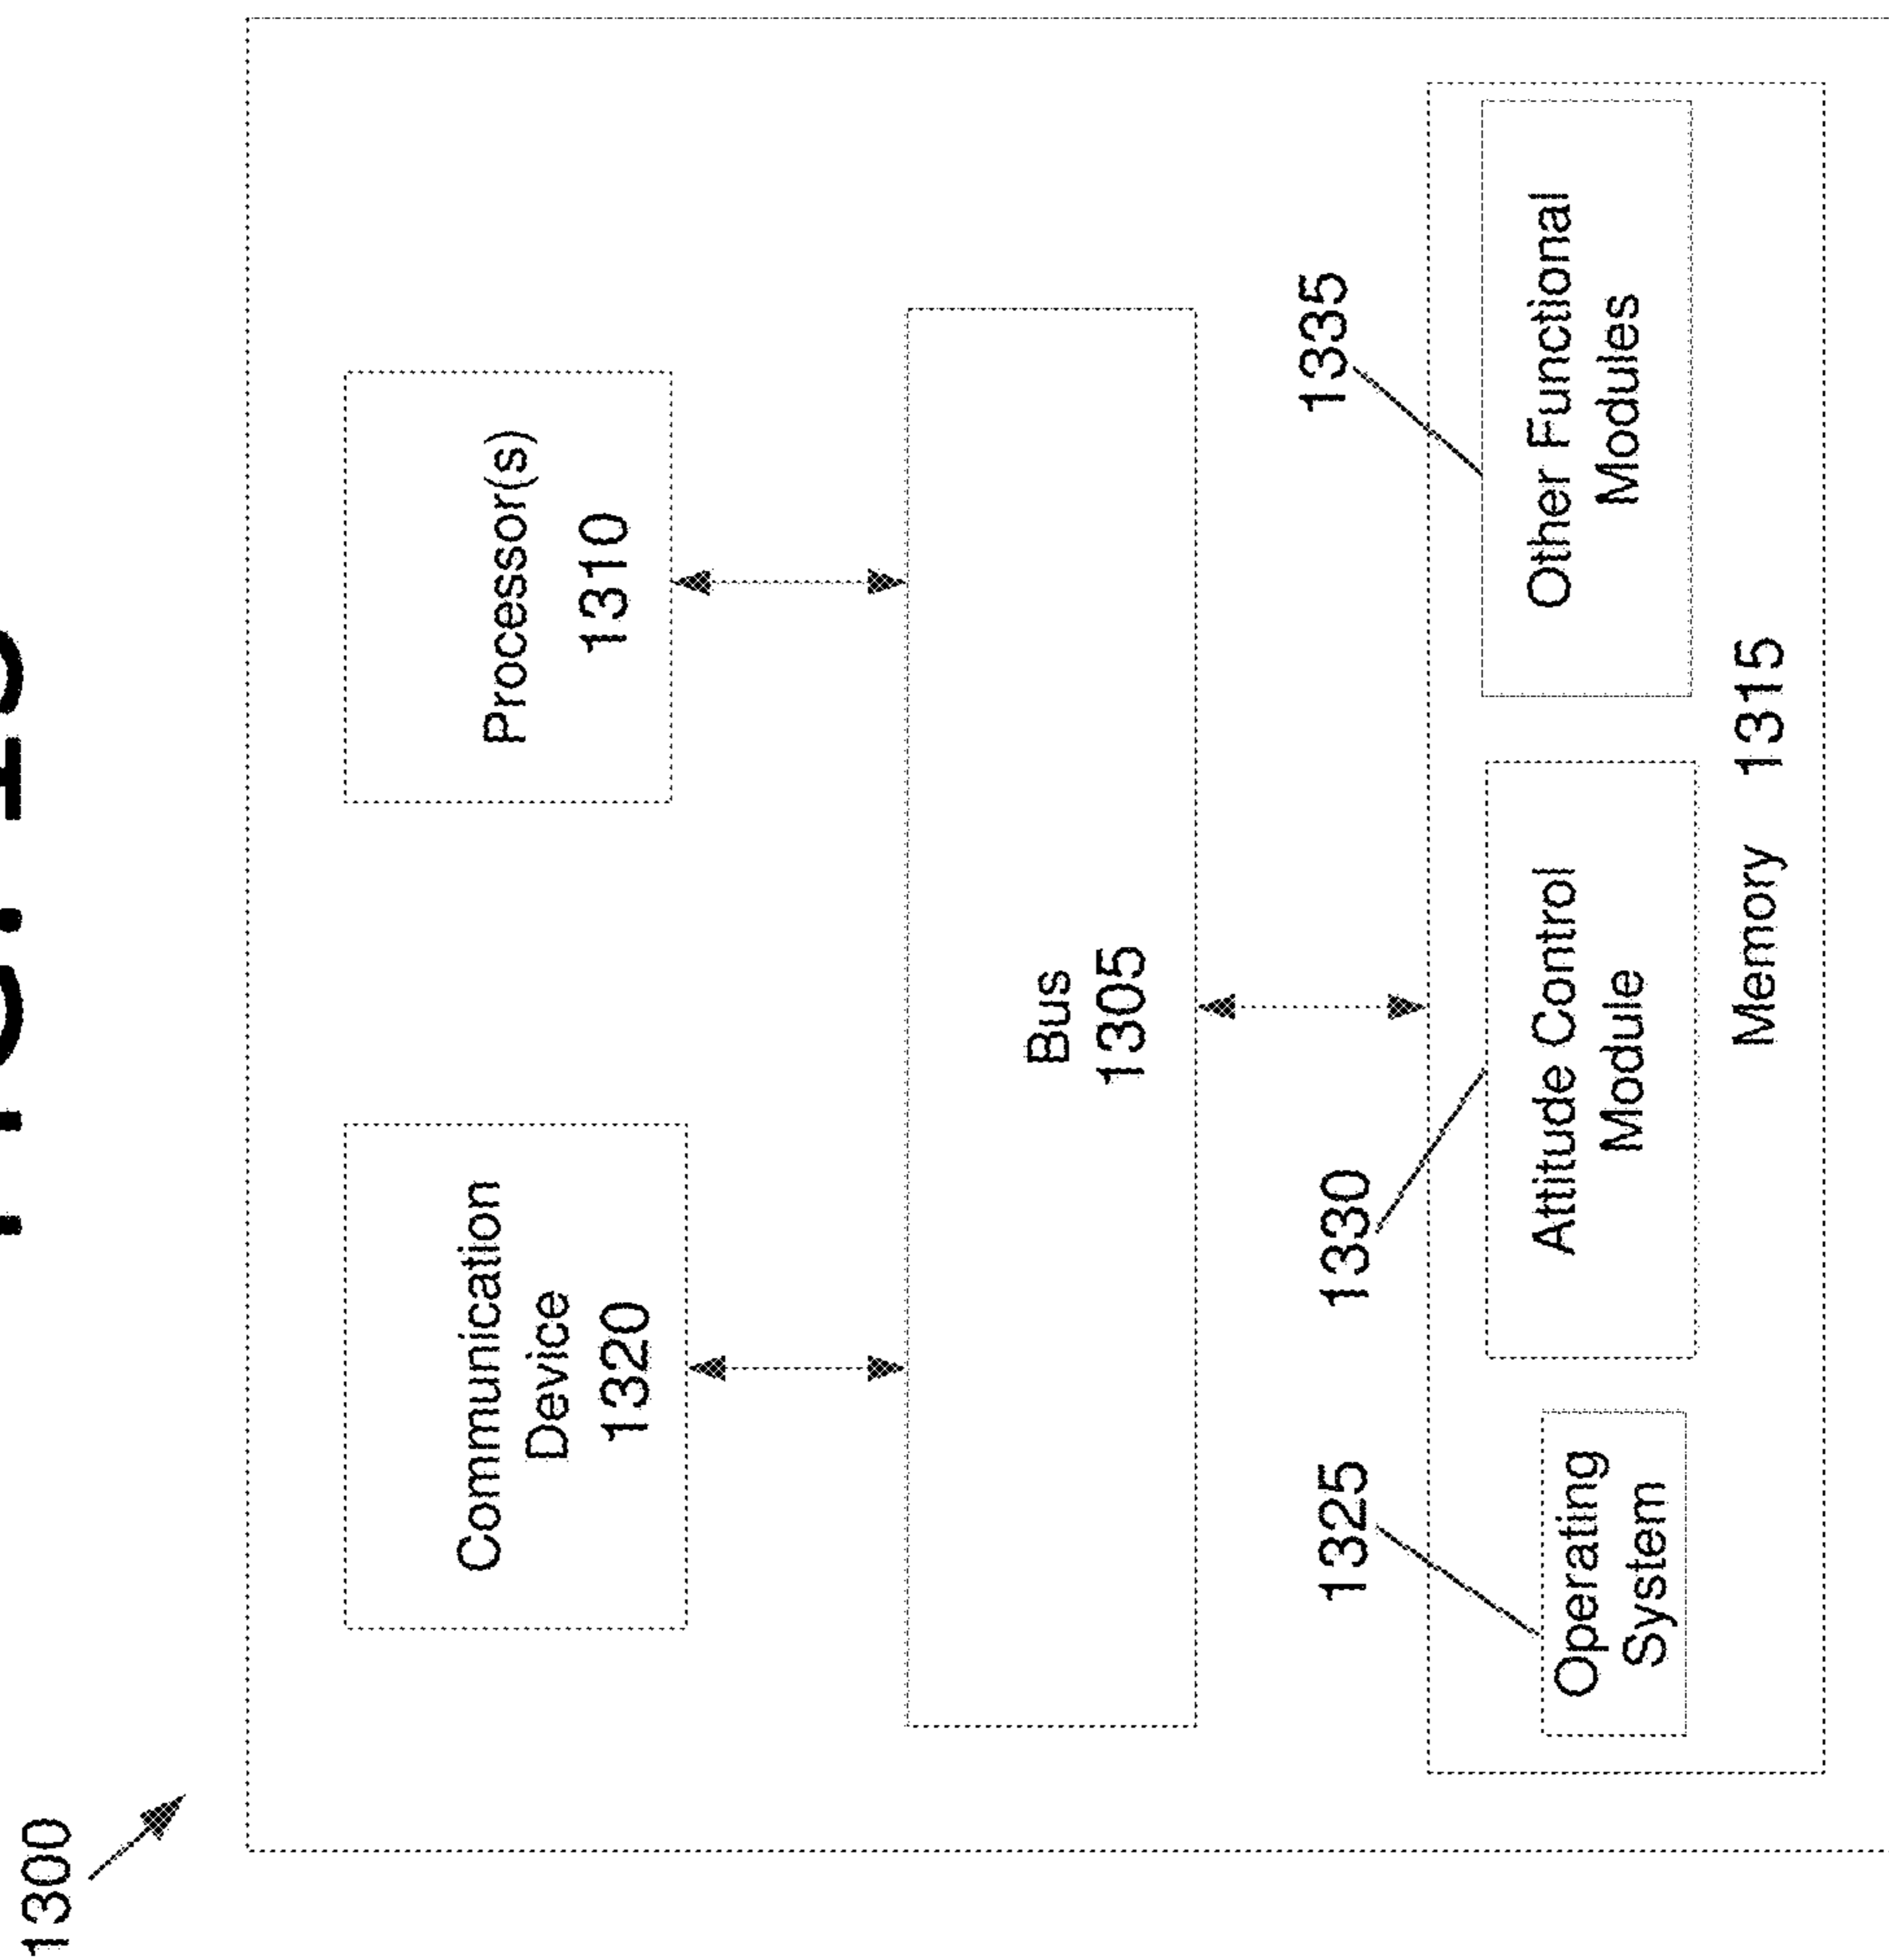 1300
Communication
Device
1320
Processor(s)
1310
Bus
1305
1325
1330
1335
Operating
System
Attitude Control
Module
Other Functional
Modules
Memory 1315